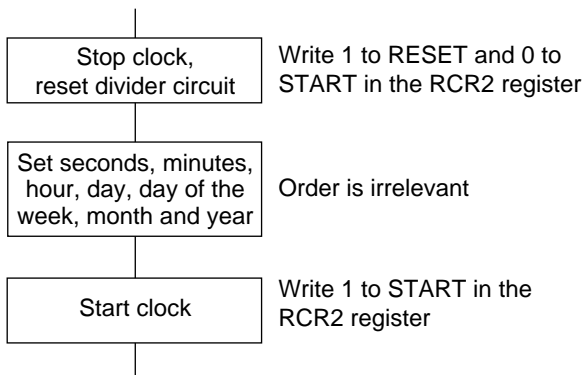 Stop clock,
reset divider circuit
Write 1 to RESET and 0 to
START in the RCR2 register
Set seconds, minutes,
hour, day, day of the
week, month and year
Order is irrelevant
Start clock
Write 1 to START in the
RCR2 register